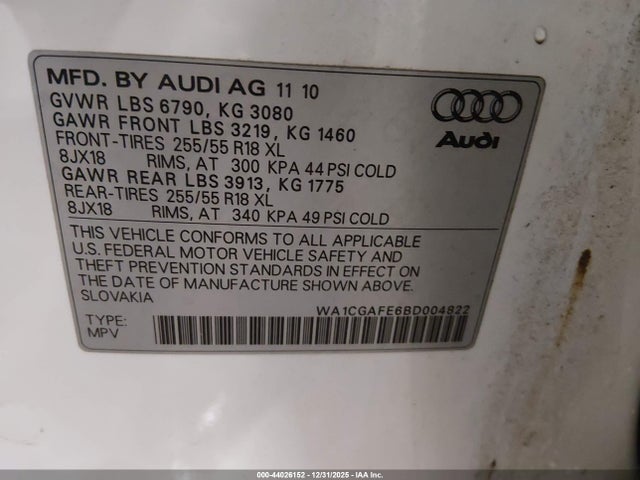 MFD. BY AUDI AG 11 10
GVWR LBS 6790, KG 3080
GAWR FRONT LBS 3219, KG 1460
FRONT-TIRES 255/55 R18 XL
8JX18 RIMS, AT 300 KPA 44 PSI COLD
GAWR REAR LBS 3913, KG 1775
REAR-TIRES 255/55 R18 XL
8JX18 RIMS, AT 340 KPA 49 PSI COLD
Audi
THIS VEHICLE CONFORMS TO ALL APPLICABLE
U.S. FEDERAL MOTOR VEHICLE SAFETY AND
THEFT PREVENTION STANDARDS IN EFFECT ON
THE DATE OF MANUFACTURE SHOWN ABOVE.
SLOVAKIA
WA1CGAFE6BD004822
TYPE:
MPV
000-44026152 - 12/31/2025 - IAA Inc.